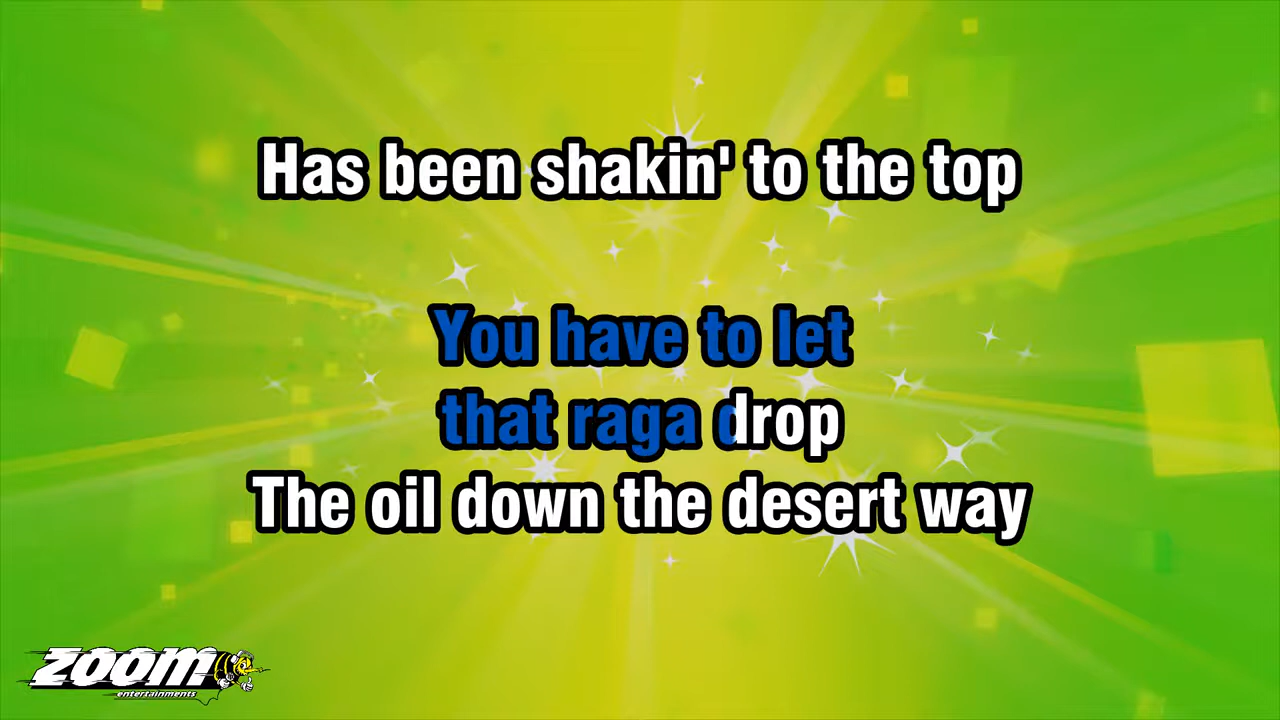 Has been shakin' to the top
You have to let
that raga drop
The oil down the desert way
ZOOM
entertainments